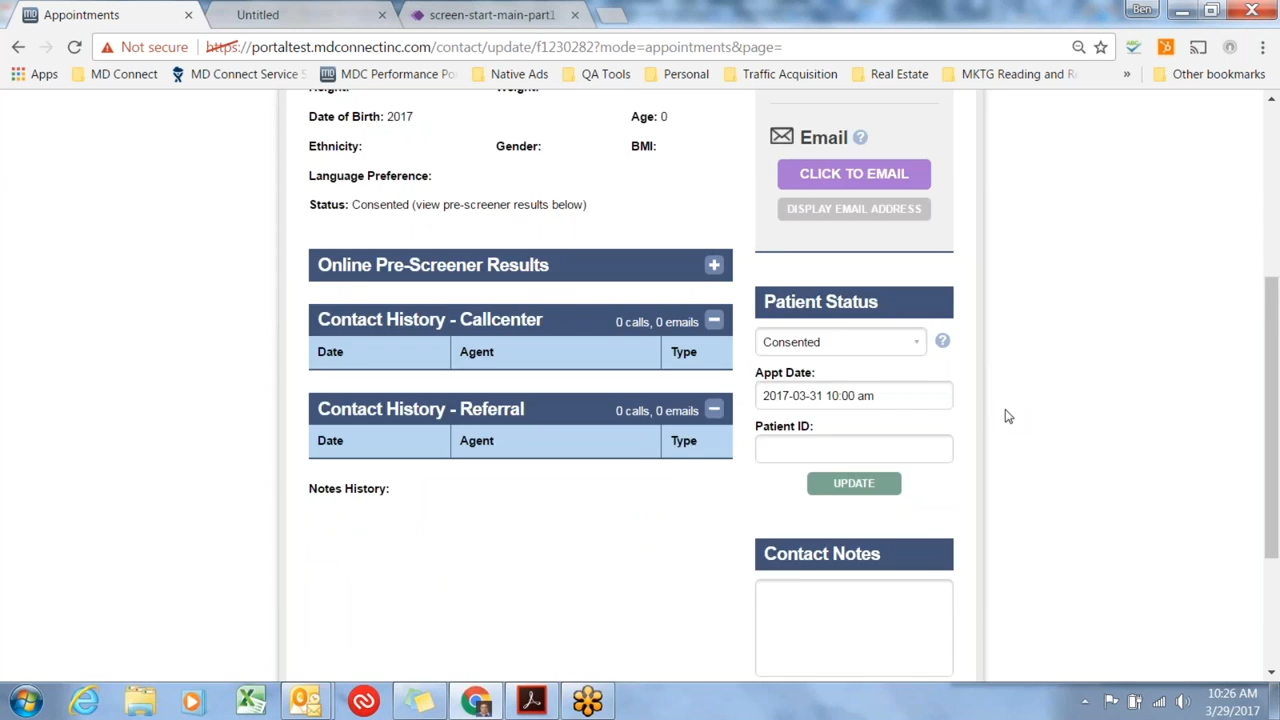 Appointments
Untitled
screen-start-main-part1
Ben
Not secure
https://portaltest.mdconnectinc.com/contact/update/f1230282?mode=appointments&page=
Apps
MD Connect
MD Connect Service
MDC Performance Po
Native Ads
QA Tools
Personal
Traffic Acquisition
Real Estate
MKTG Reading and R
»
Other bookmarks
Height:
Weight:
Date of Birth: 2017
Age: 0
Ethnicity:
Gender:
BMI:
Language Preference:
Status: Consented (view pre-screener results below)
Email ?
CLICK TO EMAIL
DISPLAY EMAIL ADDRESS
Online Pre-Screener Results
Contact History - Callcenter
0 calls, 0 emails
Date
Agent
Type
Contact History - Referral
0 calls, 0 emails
Date
Agent
Type
Notes History:
Patient Status
Consented
?
Appt Date:
2017-03-31 10:00 am
Patient ID:
UPDATE
Contact Notes
10:26 AM
3/29/2017